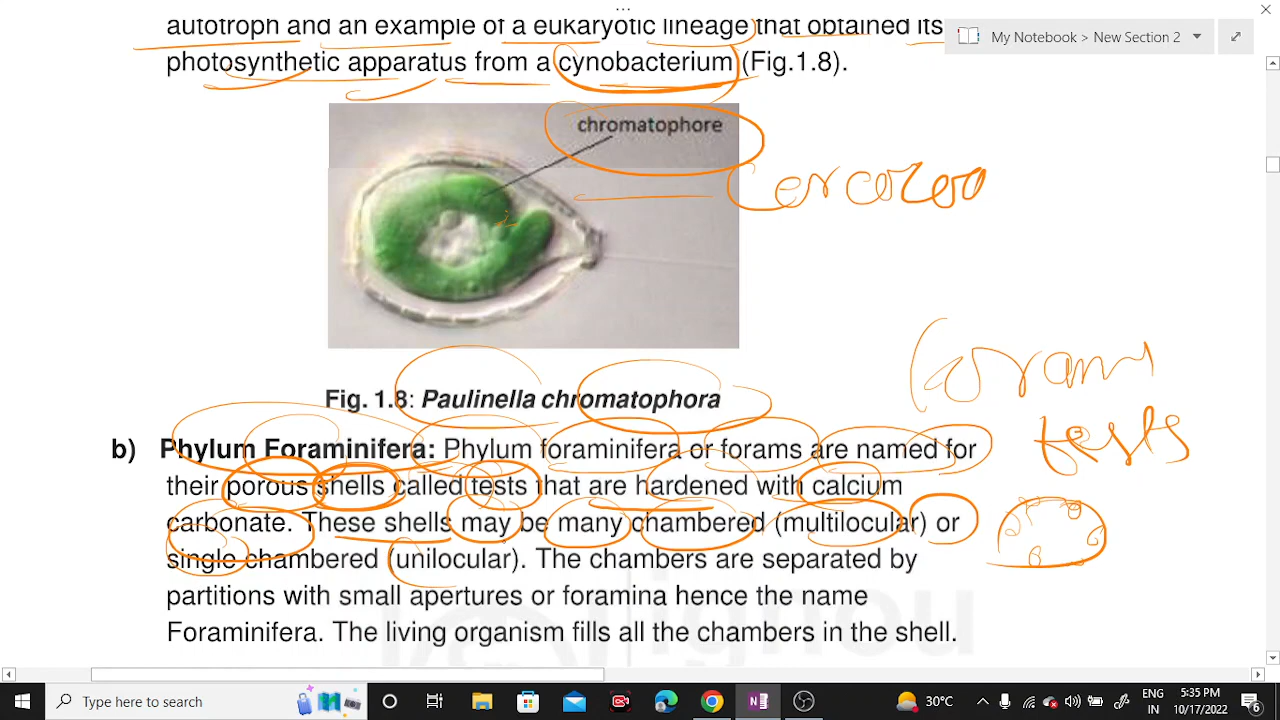 autotroph and an example of a eukaryotic lineage that obtained its
My Notebook > New Section 2
photosynthetic apparatus from a cynobacterium (Fig.1.8).
chromatophore
Cercozoa
Fig. 1.8: Paulinella chromatophora
forams
tests
b) Phylum Foraminifera: Phylum foraminifera or forams are named for
their porous shells called tests that are hardened with calcium
carbonate. These shells may be many chambered (multilocular) or
single chambered (unilocular). The chambers are separated by
partitions with small apertures or foramina hence the name
Foraminifera. The living organism fills all the chambers in the shell.
ignou
Type here to search
30°C
ENG
IN
5:35 PM
10/17/2022
6